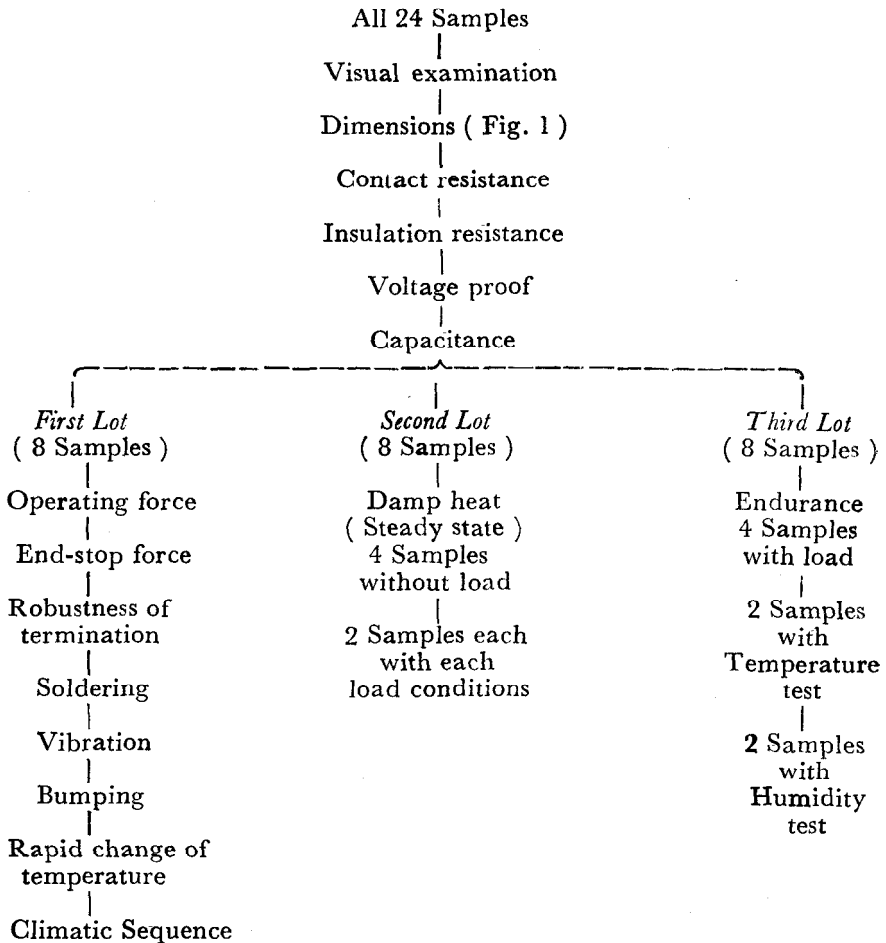 All 24 Samples
Visual examination
Dimensions ( Fig. 1 )
Contact resistance
Insulation resistance
Voltage proof
Capacitance
First Lot
( 8 Samples )
Operating force
End-stop force
Robustness of
termination
Soldering
Vibration
Bumping
Rapid change of
temperature
Climatic Sequence
Second Lot
( 8 Samples )
Damp heat
( Steady state )
4 Samples
without load
2 Samples each
with each
load conditions
Third Lot
( 8 Samples )
Endurance
4 Samples
with load
2 Samples
with
Temperature
test
2 Samples
with
Humidity
test